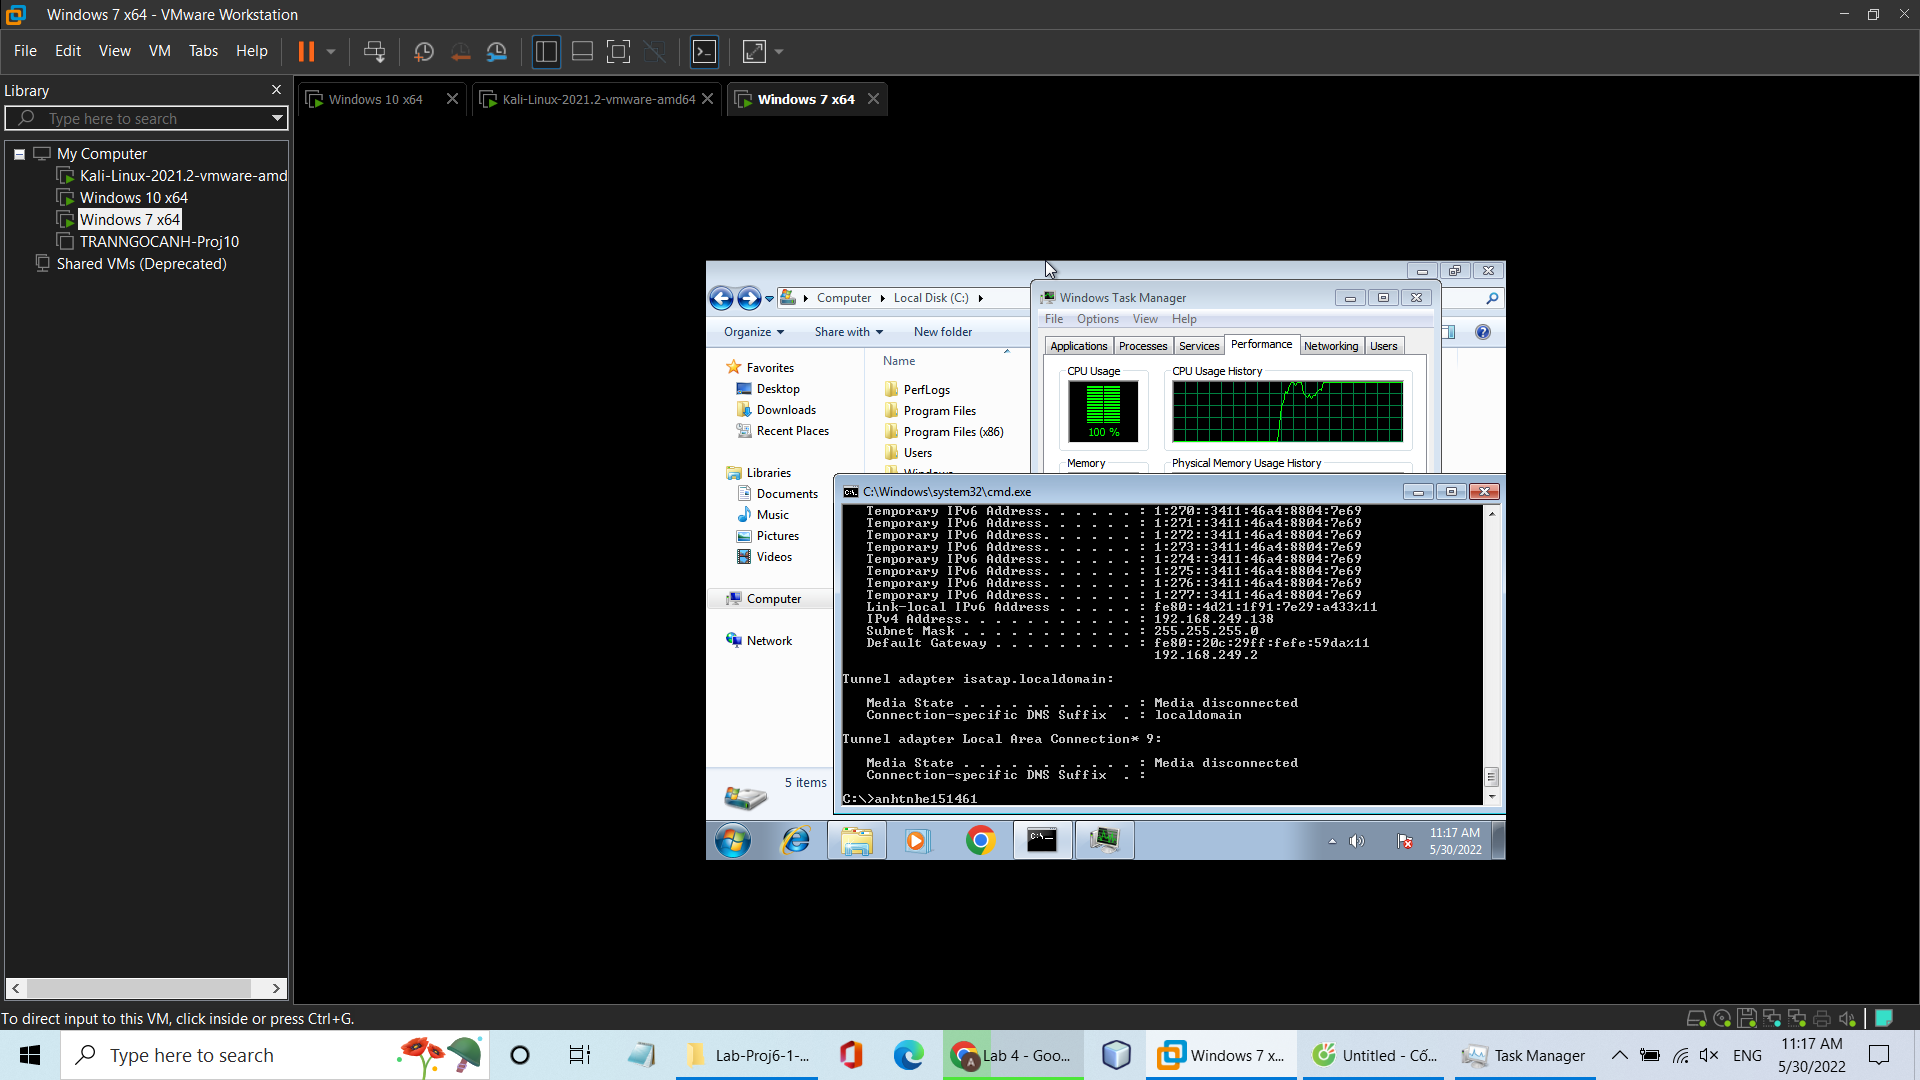 Windows 7 x64 - VMware Workstation
File Edit View VM Tabs Help
Library
Type here to search
My Computer
Kali-Linux-2021.2-vmware-amd
Windows 10 x64
Windows 7 x64
TRANNGOCANH-Proj10
Shared VMs (Deprecated)
Windows 10 x64
Kali-Linux-2021.2-vmware-amd64
Windows 7 x64
Computer Local Disk (C:)
Organize Share with New folder
Favorites
Desktop
Downloads
Recent Places
Libraries
Documents
Music
Pictures
Videos
Computer
Network
Name
PerfLogs
Program Files
Program Files (x86)
Users
Windows
5 items
Windows Task Manager
File Options View Help
Applications Processes Services Performance Networking Users
CPU Usage CPU Usage History
100 %
Memory Physical Memory Usage History
C:\Windows\system32\cmd.exe
Temporary IPv6 Address. . . . . . : 1:270::3411:46a4:8804:7e69
Temporary IPv6 Address. . . . . . : 1:271::3411:46a4:8804:7e69
Temporary IPv6 Address. . . . . . : 1:272::3411:46a4:8804:7e69
Temporary IPv6 Address. . . . . . : 1:273::3411:46a4:8804:7e69
Temporary IPv6 Address. . . . . . : 1:274::3411:46a4:8804:7e69
Temporary IPv6 Address. . . . . . : 1:275::3411:46a4:8804:7e69
Temporary IPv6 Address. . . . . . : 1:276::3411:46a4:8804:7e69
Temporary IPv6 Address. . . . . . : 1:277::3411:46a4:8804:7e69
Link-local IPv6 Address . . . . . : fe80::4d21:1f91:7e29:a433%11
IPv4 Address. . . . . . . . . . . : 192.168.249.138
Subnet Mask . . . . . . . . . . . : 255.255.255.0
Default Gateway . . . . . . . . . : fe80::20c:29ff:fefe:59da%11
192.168.249.2
Tunnel adapter isatap.localdomain:
Media State . . . . . . . . . . . : Media disconnected
Connection-specific DNS Suffix . : localdomain
Tunnel adapter Local Area Connection* 9:
Media State . . . . . . . . . . . : Media disconnected
Connection-specific DNS Suffix . :
C:\>anhtnhe151461
11:17 AM
5/30/2022
To direct input to this VM, click inside or press Ctrl+G.
Type here to search
Lab-Proj6-1-...
Lab 4 - Goo...
Windows 7 x...
Untitled - Cố...
Task Manager
ENG
11:17 AM
5/30/2022